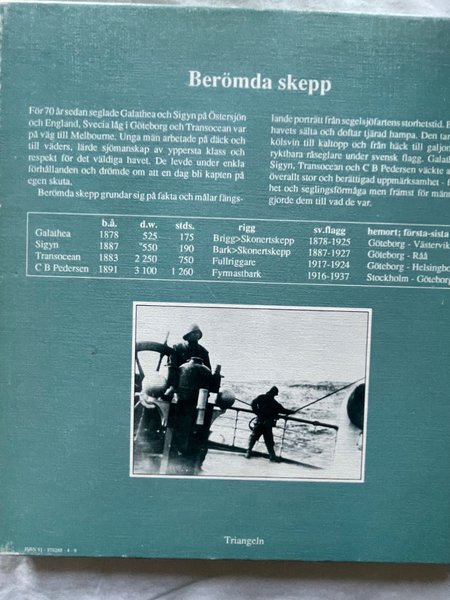 Berömda skepp
För 70 år sedan seglade Galathea och Sigyn på Östersjön
och England, Svecia låg i Göteborg och Transocean var
på väg till Melbourne. Unga män arbetade på däck och
till väders, lärde sjömanskap av yppersta klass och
respekt för det väldiga havet. De levde under enkla
förhållanden och drömde om att en dag bli kapten på
egen skuta.
Berömda skepp grundar sig på fakta och målar fängs-
lande porträtt från segelsjöfartens storhetstid. E
havets sälta och doftar tjärad hampa. Den tar
kölsvin till kaltopp och från häck till galjon
ryktbara råseglare under svensk flagg. Galat
Sigyn, Transocean och C B Pedersen väckte a
överallt stor och berättigad uppmärksamhet - f
het och seglingsförmåga men främst för män
gjorde dem till vad de var.
b.å. d.w. stds. rigg sv.flagg hemort; första-sista
Galathea 1878 525 175 Brigg>Skonertskepp 1878-1925 Göteborg - Västervik
Sigyn 1887 550 190 Bark>Skonertskepp 1887-1927 Göteborg - Råå
Transocean 1883 2 250 750 Fullriggare 1917-1924 Göteborg - Helsingbo
C B Pedersen 1891 3 100 1 260 Fyrmastbark 1916-1937 Stockholm - Göteborg
Triangeln